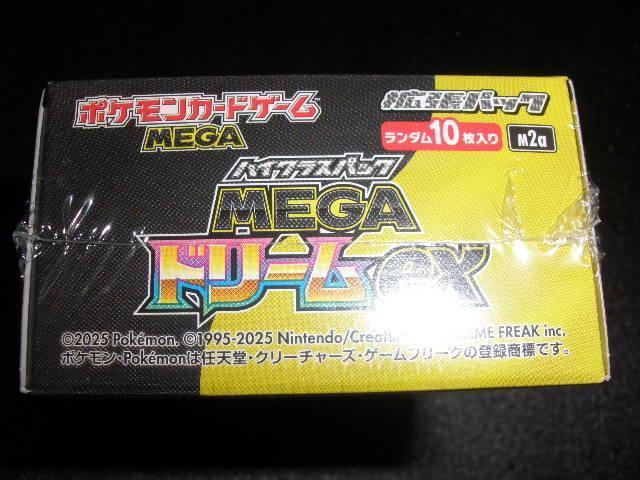 ポケモンカードゲーム
MEGA
拡張パック
ランダム10枚入り
M2a
ハイクラスパック
MEGA
ドリームex
©2025 Pokémon. ©1995-2025 Nintendo/Creatur ME FREAK inc.
ポケモン・Pokémonは任天堂・クリーチャーズ・ゲームフリークの登録商標です。